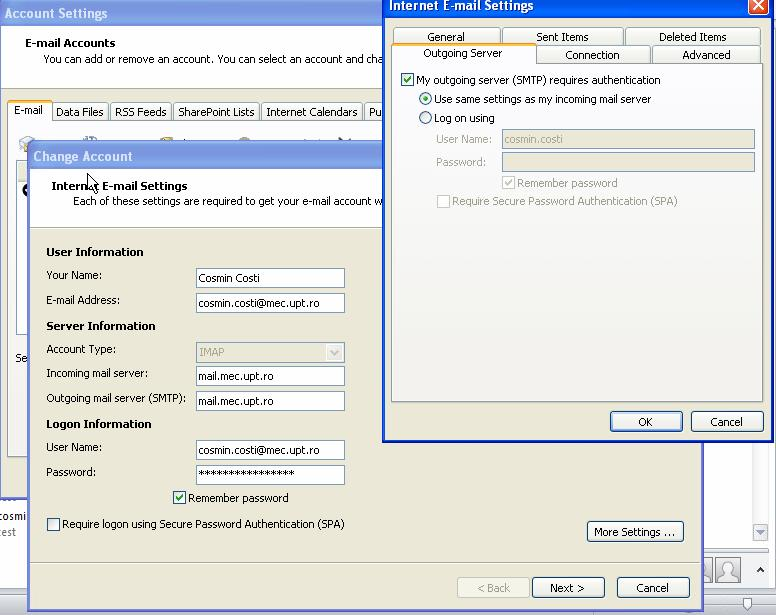 Account Settings
E-mail Accounts
You can add or remove an account. You can select an account and
E-mail
Data Files
RSS Feeds
SharePoint Lists
Internet Calendars
Change Account
Internet E-mail Settings
Each of these settings are required to get your e-mail account
User Information
Your Name:
Cosmin Costi
E-mail Address:
cosmin.costi@mec.upt.ro
Server Information
Account Type:
IMAP
Incoming mail server:
mail.mec.upt.ro
Outgoing mail server (SMTP):
mail.mec.upt.ro
Logon Information
User Name:
cosmin.costi@mec.upt.ro
Password:
****************
Remember password
Require logon using Secure Password Authentication (SPA)
More Settings ...
< Back
Next >
Cancel
Internet E-mail Settings
General
Sent Items
Deleted Items
Outgoing Server
Connection
Advanced
My outgoing server (SMTP) requires authentication
Use same settings as my incoming mail server
Log on using
User Name:
cosmin.costi
Password:
Remember password
Require Secure Password Authentication (SPA)
OK
Cancel